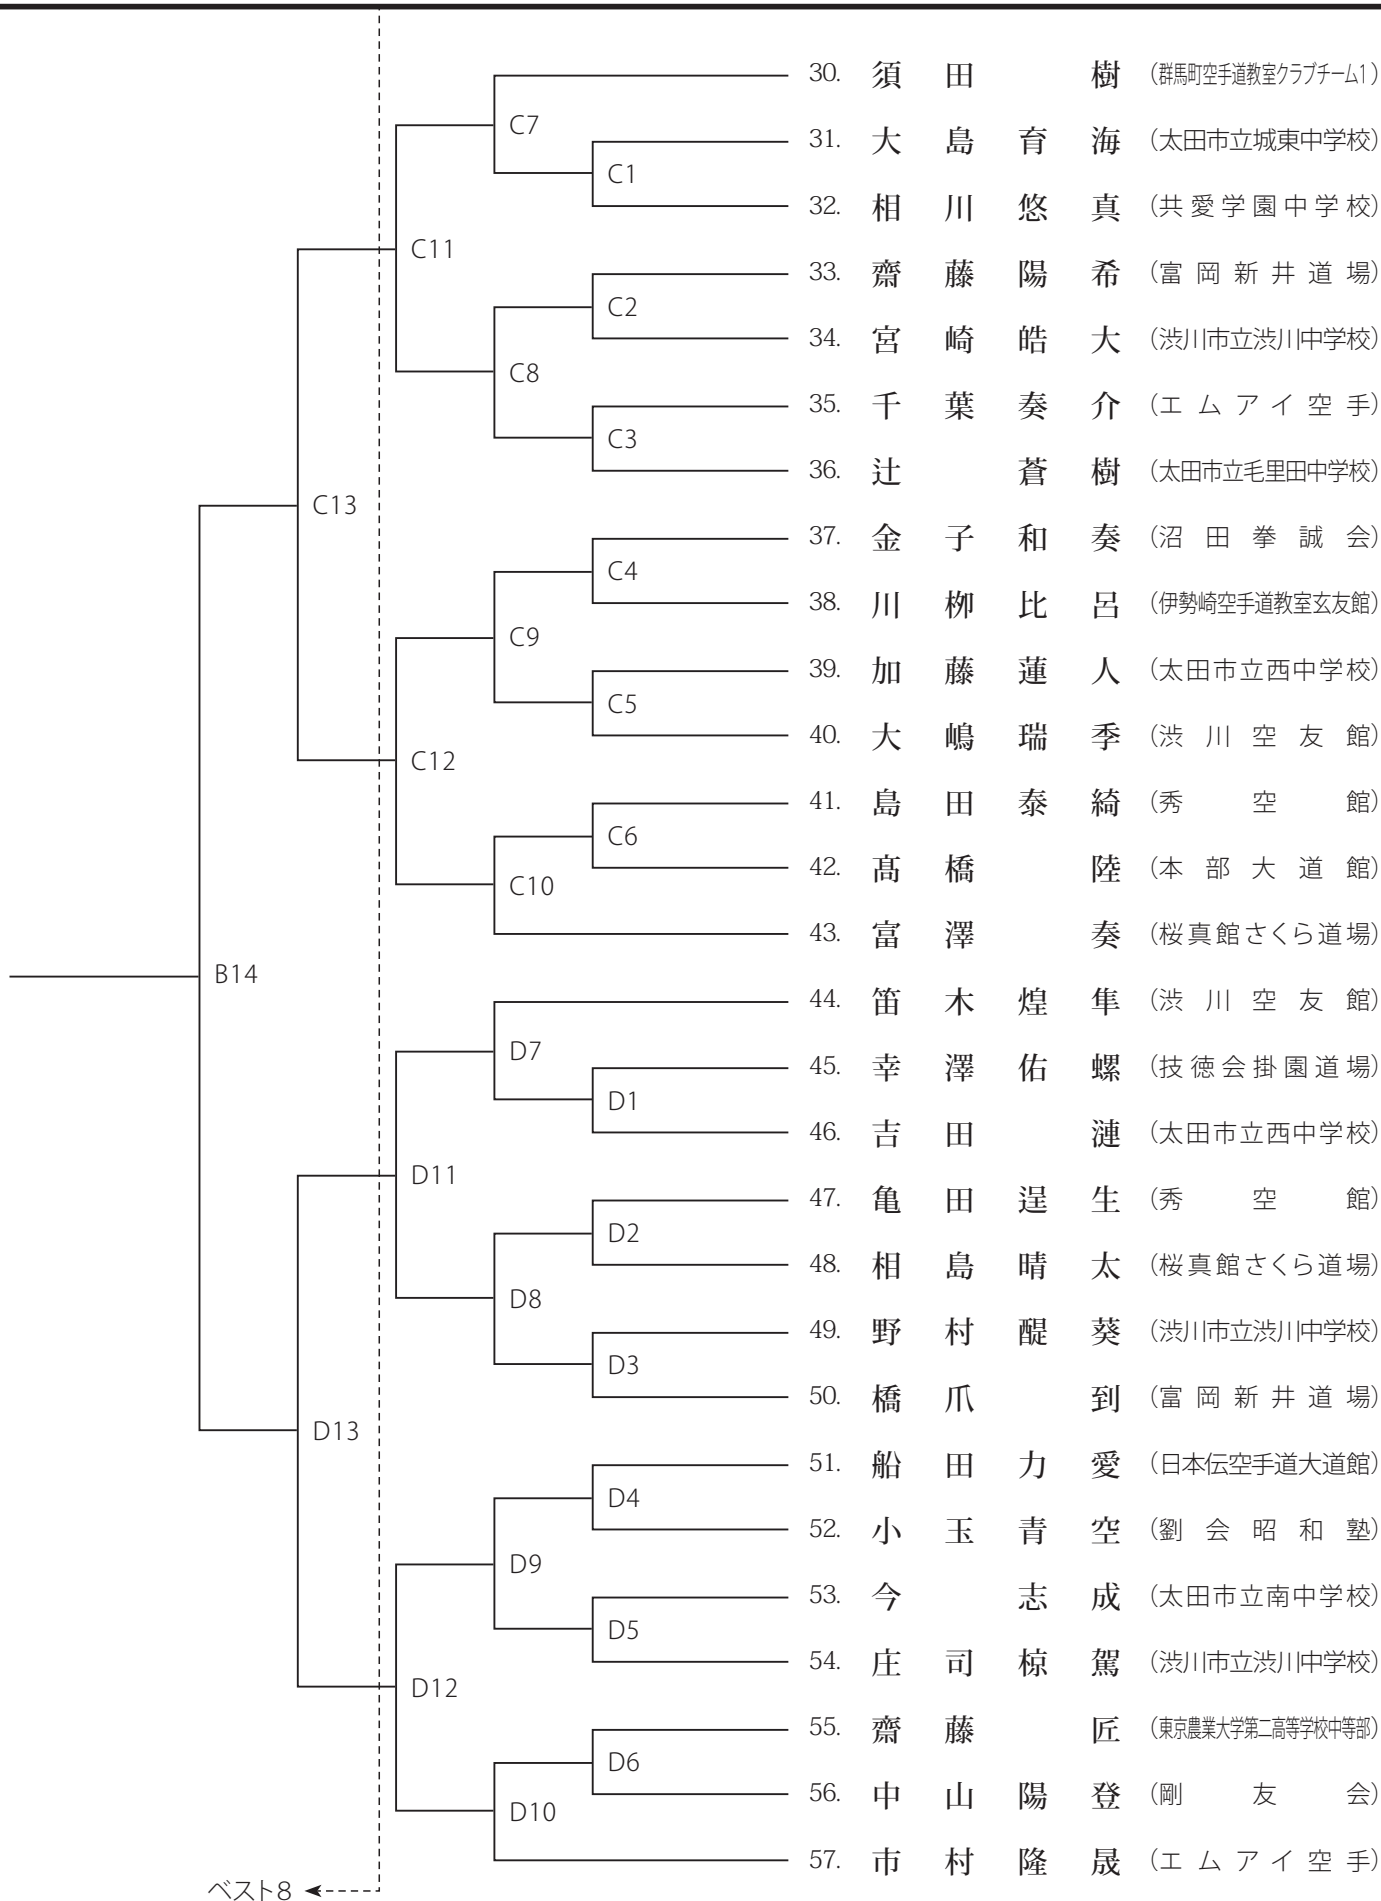 30. 須田 樹 (群馬町空手道教室クラブチーム1)
C7
31. 大島育海 (太田市立城東中学校)
C1
32. 相川悠真 (共愛学園中学校)
C11
33. 齋藤陽希 (富岡新井道場)
C2
34. 宮崎皓大 (渋川市立渋川中学校)
C8
35. 千葉奏介 (エムアイ空手)
C3
36. 辻 蒼樹 (太田市立毛里田中学校)
C13
37. 金子和奏 (沼田拳誠会)
C4
38. 川栁比呂 (伊勢崎空手道教室玄友館)
C9
39. 加藤蓮人 (太田市立西中学校)
C5
40. 大嶋瑞季 (渋川空友館)
C12
41. 島田泰綺 (秀空館)
C6
42. 髙橋 陸 (本部大道館)
C10
43. 富澤 奏 (桜真館さくら道場)
B14
44. 笛木煌隼 (渋川空友館)
D7
45. 幸澤佑螺 (技徳会掛園道場)
D1
46. 吉田 漣 (太田市立西中学校)
D11
47. 亀田逞生 (秀空館)
D2
48. 相島晴太 (桜真館さくら道場)
D8
49. 野村醍葵 (渋川市立渋川中学校)
D3
50. 橋爪 到 (富岡新井道場)
D13
51. 船田力愛 (日本伝空手道大道館)
D4
52. 小玉青空 (劉会昭和塾)
D9
53. 今 志成 (太田市立南中学校)
D5
54. 庄司椋駕 (渋川市立渋川中学校)
D12
55. 齋藤 匠 (東京農業大学第二高等学校中等部)
D6
56. 中山陽登 (剛友会)
D10
57. 市村隆晟 (エムアイ空手)
ベスト8